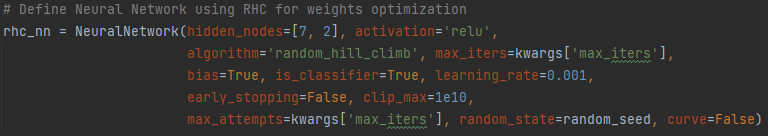 # Define Neural Network using RHC for weights optimization
rhc_nn = NeuralNetwork(hidden_nodes=[7, 2], activation='relu',
algorithm='random_hill_climb', max_iters=kwargs['max_iters'],
bias=True, is_classifier=True, learning_rate=0.001,
early_stopping=False, clip_max=1e10,
max_attempts=kwargs['max_iters'], random_state=random_seed, curve=False)